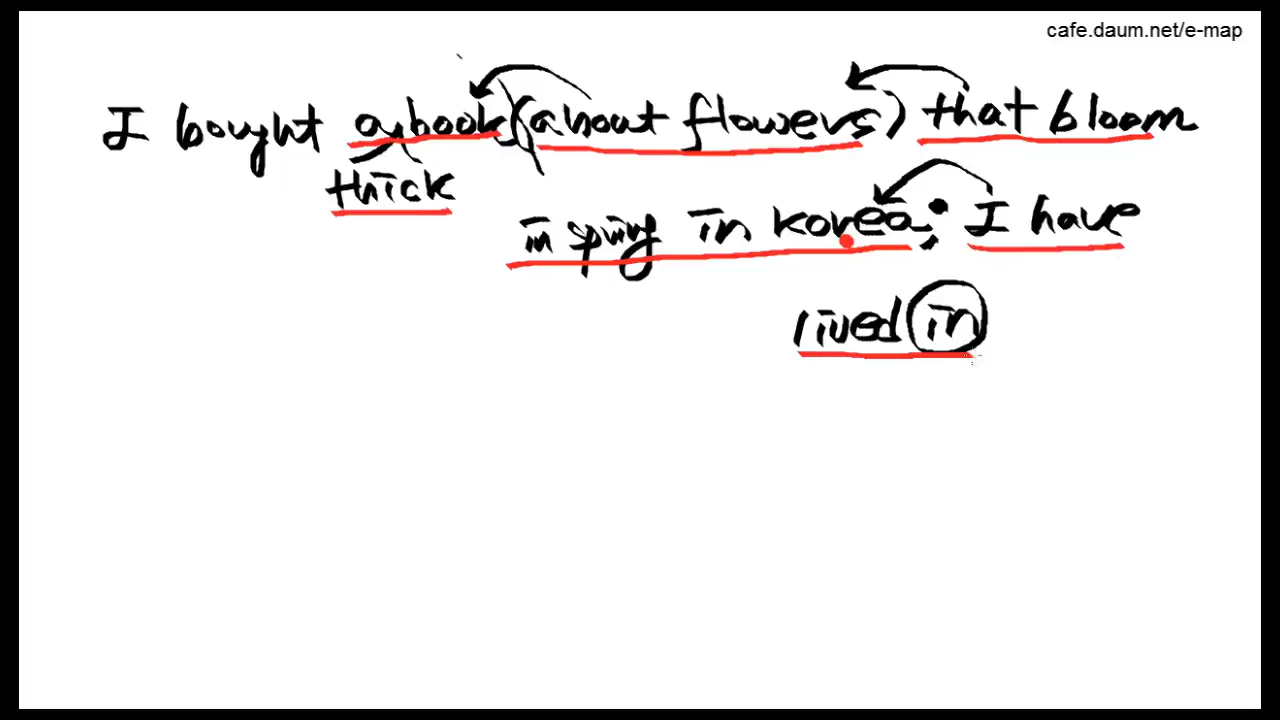 cafe.daum.net/e-map
I bought a book (about flowers) that bloom
thick
in spring in korea; I have
lived in